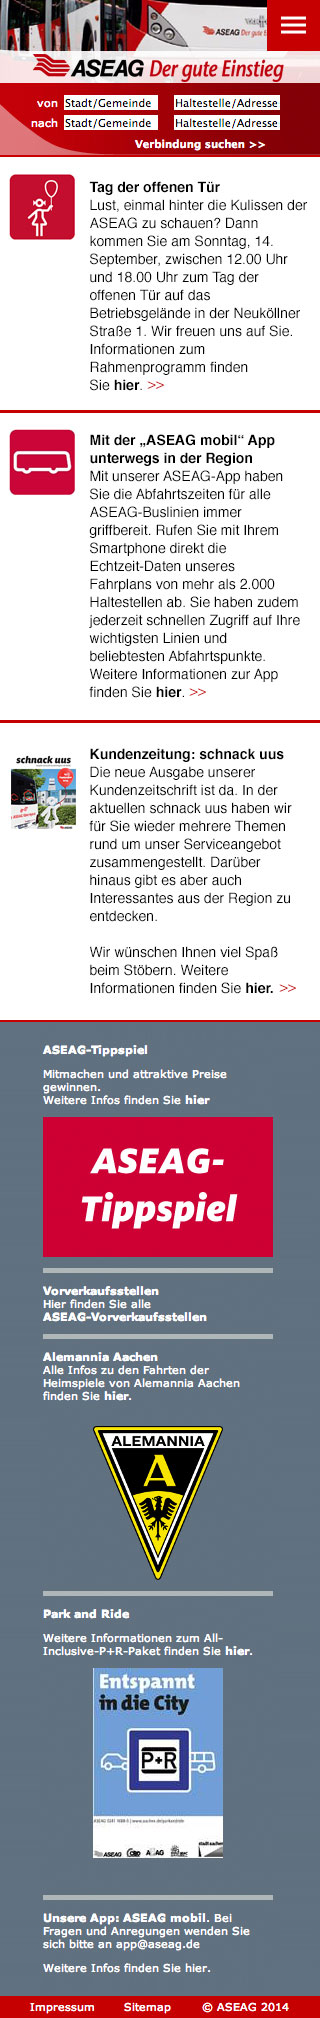 ASEAG
ASEAG Der gute Einstieg
von Stadt/Gemeinde Haltestelle/Adresse
nach Stadt/Gemeinde Haltestelle/Adresse
Verbindung suchen >>
Tag der offenen Tür
Lust, einmal hinter die Kulissen der
ASEAG zu schauen? Dann
kommen Sie am Sonntag, 14.
September, zwischen 12.00 Uhr
und 18.00 Uhr zum Tag der
offenen Tür auf das
Betriebsgelände in der Neuköllner
Straße 1. Wir freuen uns auf Sie.
Informationen zum
Rahmenprogramm finden
Sie hier. >>
Mit der „ASEAG mobil“ App
unterwegs in der Region
Mit unserer ASEAG-App haben
Sie die Abfahrtszeiten für alle
ASEAG-Buslinien immer
griffbereit. Rufen Sie mit Ihrem
Smartphone direkt die
Echtzeit-Daten unseres
Fahrplans von mehr als 2.000
Haltestellen ab. Sie haben zudem
jederzeit schnellen Zugriff auf Ihre
wichtigsten Linien und
beliebtesten Abfahrtspunkte.
Weitere Informationen zur App
finden Sie hier. >>
schnack uus
Kundenzeitung: schnack uus
Die neue Ausgabe unserer
Kundenzeitschrift ist da. In der
aktuellen schnack uus haben wir
für Sie wieder mehrere Themen
rund um unser Serviceangebot
zusammengestellt. Darüber
hinaus gibt es aber auch
Interessantes aus der Region zu
entdecken.
Wir wünschen Ihnen viel Spaß
beim Stöbern. Weitere
Informationen finden Sie hier. >>
ASEAG-Tippspiel
Mitmachen und attraktive Preise
gewinnen.
Weitere Infos finden Sie hier
ASEAG-
Tippspiel
Vorverkaufsstellen
Hier finden Sie alle
ASEAG-Vorverkaufsstellen
Alemannia Aachen
Alle Infos zu den Fahrten der
Heimspiele von Alemannia Aachen
finden Sie hier.
ALEMANNIA
A
Park and Ride
Weitere Informationen zum All-
Inclusive-P+R-Paket finden Sie hier.
Entspannt
in die City
P+R
ASEAG
Unsere App: ASEAG mobil. Bei
Fragen und Anregungen wenden Sie
sich bitte an app@aseag.de
Weitere Infos finden Sie hier.
Impressum Sitemap © ASEAG 2014